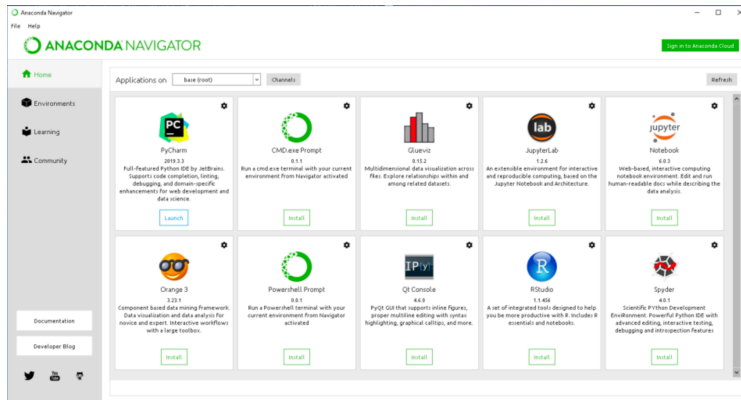 Anaconda Navigator
File Help
ANACONDA NAVIGATOR
Sign in to Anaconda Cloud
Home
Environments
Learning
Community
Documentation
Developer Blog
You
Tube
Applications on base (root) Channels Refresh
PC
PyCharm
2019.3.3
Full-featured Python IDE by JetBrains.
Supports code completion, linting,
debugging, and domain-specific
enhancements for web development and
data science.
Launch
CMD.exe Prompt
0.1.1
Run a cmd.exe terminal with your current
environment from Navigator activated
Install
Glueviz
0.15.2
Multidimensional data visualization across
files. Explore relationships within and
among related datasets.
Install
lab
JupyterLab
1.2.6
An extensible environment for interactive
and reproducible computing, based on the
Jupyter Notebook and Architecture.
Install
jupyter
Notebook
6.0.3
Web-based, interactive computing
notebook environment. Edit and run
human-readable docs while describing the
data analysis.
Install
Orange 3
3.23.1
Component based data mining framework.
Data visualization and data analysis for
novice and expert. Interactive workflows
with a large toolbox.
Install
Powershell Prompt
0.0.1
Run a Powershell terminal with your
current environment from Navigator
activated
Install
IP[y]:
Qt Console
4.6.0
PyQt GUI that supports inline figures,
proper multiline editing with syntax
highlighting, graphical calltips, and more.
Install
R
RStudio
1.1.456
A set of integrated tools designed to help
you be more productive with R. Includes R
essentials and notebooks.
Install
Spyder
4.0.1
Scientific PYthon Development
EnviRonment. Powerful Python IDE with
advanced editing, interactive testing,
debugging and introspection features
Install